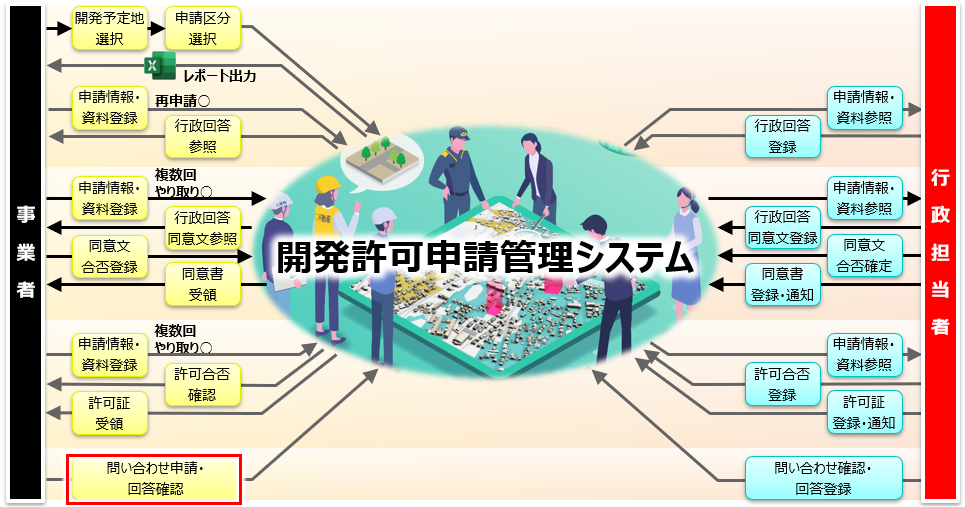 開発予定地
選択
申請区分
選択
レポート出力
申請情報・
資料登録
再申請○
行政回答
参照
申請情報・
資料参照
行政回答
登録
事業者
複数回
やり取り○
申請情報・
資料登録
行政回答
同意文参照
同意文
合否登録
同意書
受領
開発許可申請管理システム
申請情報・
資料参照
行政回答
同意文登録
同意文
合否確定
同意書
登録・通知
行政担当者
複数回
やり取り○
申請情報・
資料登録
許可合否
確認
許可証
受領
申請情報・
資料参照
許可合否
登録
許可証
登録・通知
問い合わせ申請・
回答確認
問い合わせ確認・
回答登録